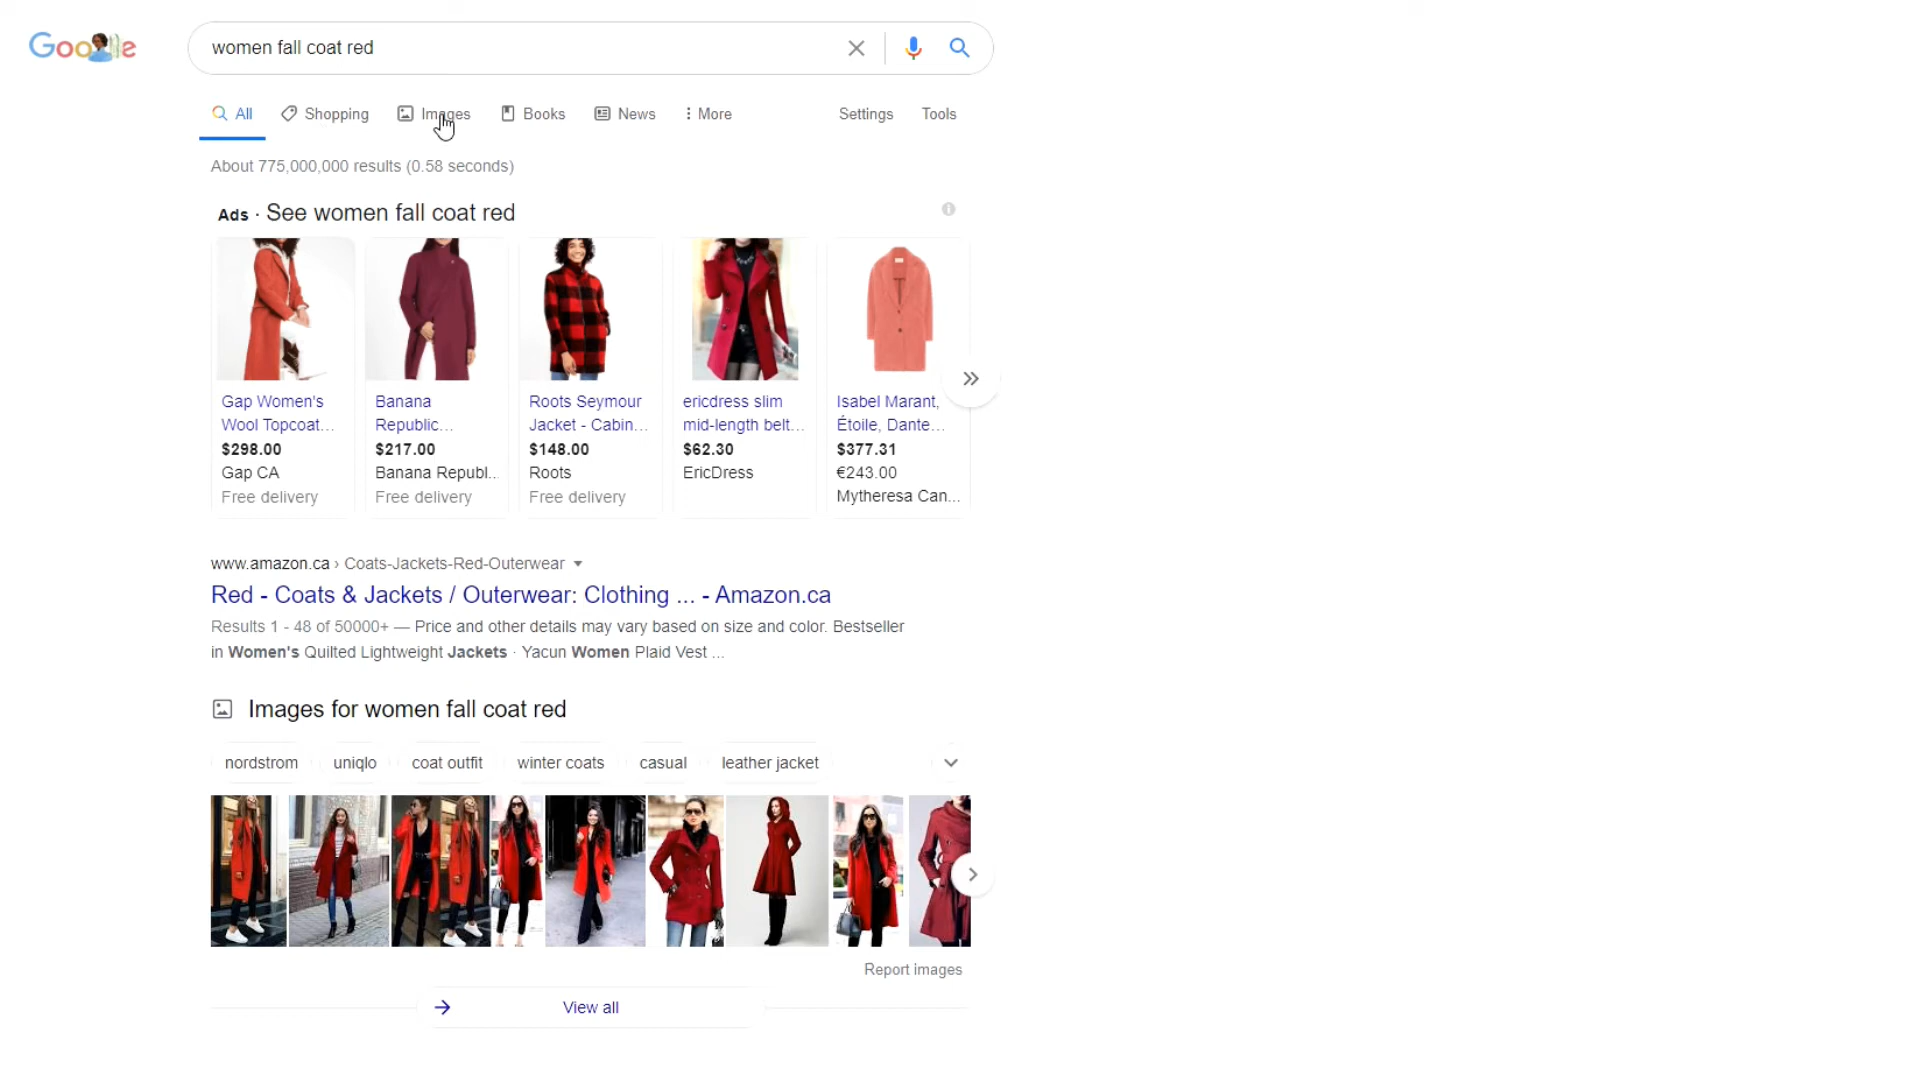 Google
women fall coat red
All Shopping Images Books News More Settings Tools
About 775,000,000 results (0.58 seconds)
Ads · See women fall coat red
Gap Women's
Wool Topcoat...
$298.00
Gap CA
Free delivery
Banana
Republic...
$217.00
Banana Republ...
Free delivery
Roots Seymour
Jacket - Cabin...
$148.00
Roots
Free delivery
ericdress slim
mid-length belt...
$62.30
EricDress
Isabel Marant,
Étoile, Dante...
$377.31
€243.00
Mytheresa Can...
www.amazon.ca › Coats-Jackets-Red-Outerwear
Red - Coats & Jackets / Outerwear: Clothing ... - Amazon.ca
Results 1 - 48 of 50000+ — Price and other details may vary based on size and color. Bestseller
in Women's Quilted Lightweight Jackets · Yacun Women Plaid Vest ...
Images for women fall coat red
nordstrom uniqlo coat outfit winter coats casual leather jacket
Report images
View all